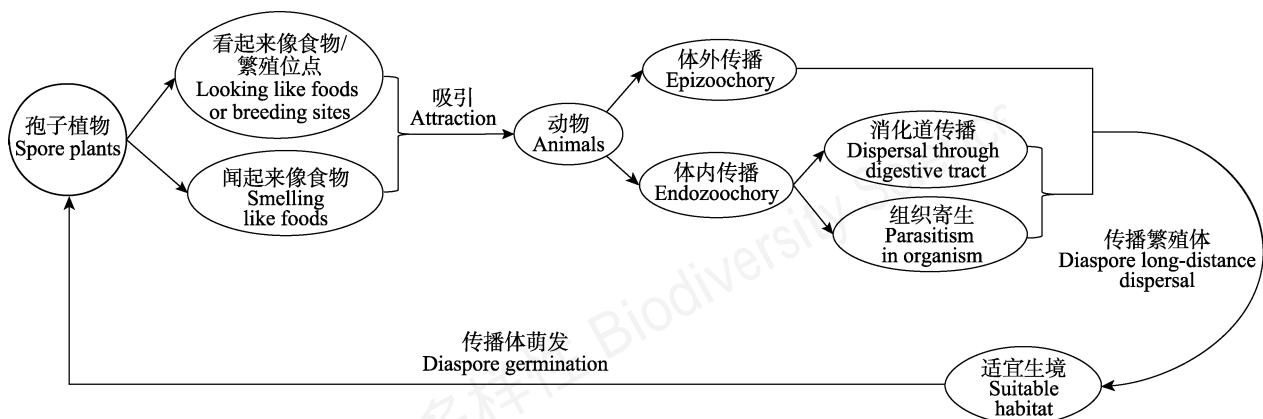 孢子植物
Spore plants
看起来像食物/
繁殖位点
Looking like foods
or breeding sites
闻起来像食物
Smelling
like foods
吸引
Attraction
动物
Animals
体外传播
Epizoochory
体内传播
Endozoochory
消化道传播
Dispersal through
digestive tract
组织寄生
Parasitism
in organism
传播繁殖体
Diaspore long-distance
dispersal
适宜生境
Suitable
habitat
传播体萌发
Diaspore germination
多样性 Biodiversity